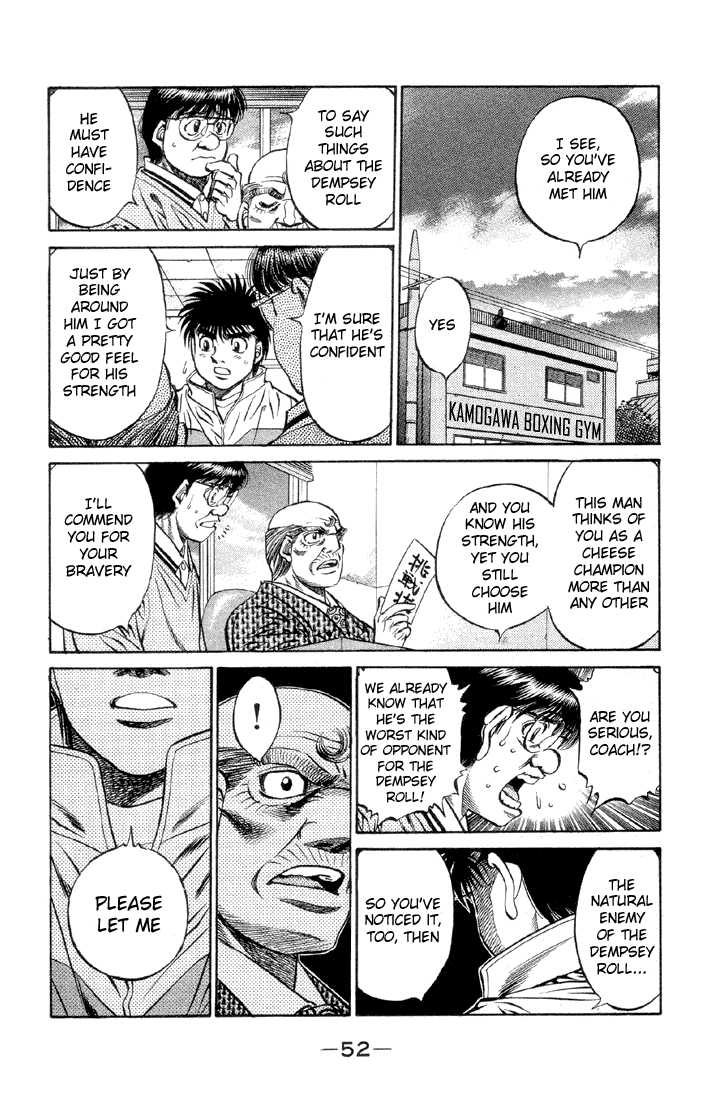 I SEE,
SO YOU'VE
ALREADY
MET HIM
YES
KAMOGAWA BOXING GYM
TO SAY
SUCH
THINGS
ABOUT THE
DEMPSEY
ROLL
HE
MUST
HAVE
CONFI-
DENCE
I'M SURE
THAT HE'S
CONFIDENT
JUST BY
BEING
AROUND
HIM I GOT
A PRETTY
GOOD FEEL
FOR HIS
STRENGTH
THIS MAN
THINKS OF
YOU AS A
CHEESE
CHAMPION
MORE THAN
ANY OTHER
AND YOU
KNOW HIS
STRENGTH,
YET YOU
STILL
CHOOSE
HIM
挑戦状
I'LL
COMMEND
YOU FOR
YOUR
BRAVERY
ARE YOU
SERIOUS,
COACH!?
WE ALREADY
KNOW THAT
HE'S THE
WORST KIND
OF OPPONENT
FOR THE
DEMPSEY
ROLL!
THE
NATURAL
ENEMY
OF THE
DEMPSEY
ROLL...
SO YOU'VE
NOTICED IT,
TOO, THEN
!
PLEASE
LET ME
—52—